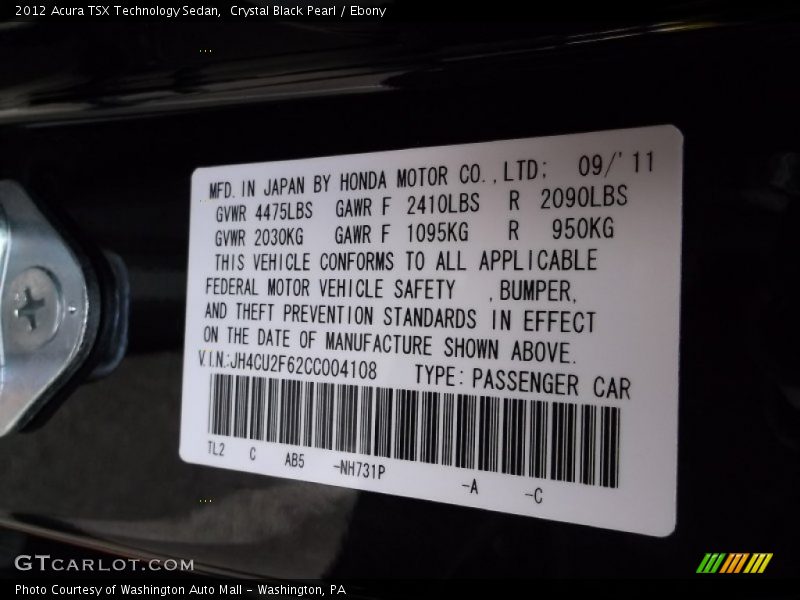 2012 Acura TSX Technology Sedan,  Crystal Black Pearl / Ebony
MFD. IN JAPAN BY HONDA MOTOR CO.,LTD; 09/'11
GVWR 4475LBS GAWR F 2410LBS R 2090LBS
GVWR 2030KG GAWR F 1095KG R 950KG
THIS VEHICLE CONFORMS TO ALL APPLICABLE
FEDERAL MOTOR VEHICLE SAFETY ,BUMPER,
AND THEFT PREVENTION STANDARDS IN EFFECT
ON THE DATE OF MANUFACTURE SHOWN ABOVE.
V.I.N.:JH4CU2F62CC004108 TYPE: PASSENGER CAR
TL2 C AB5 -NH731P -A -C
GTCARLOT.COM
Photo Courtesy of Washington Auto Mall - Washington, PA